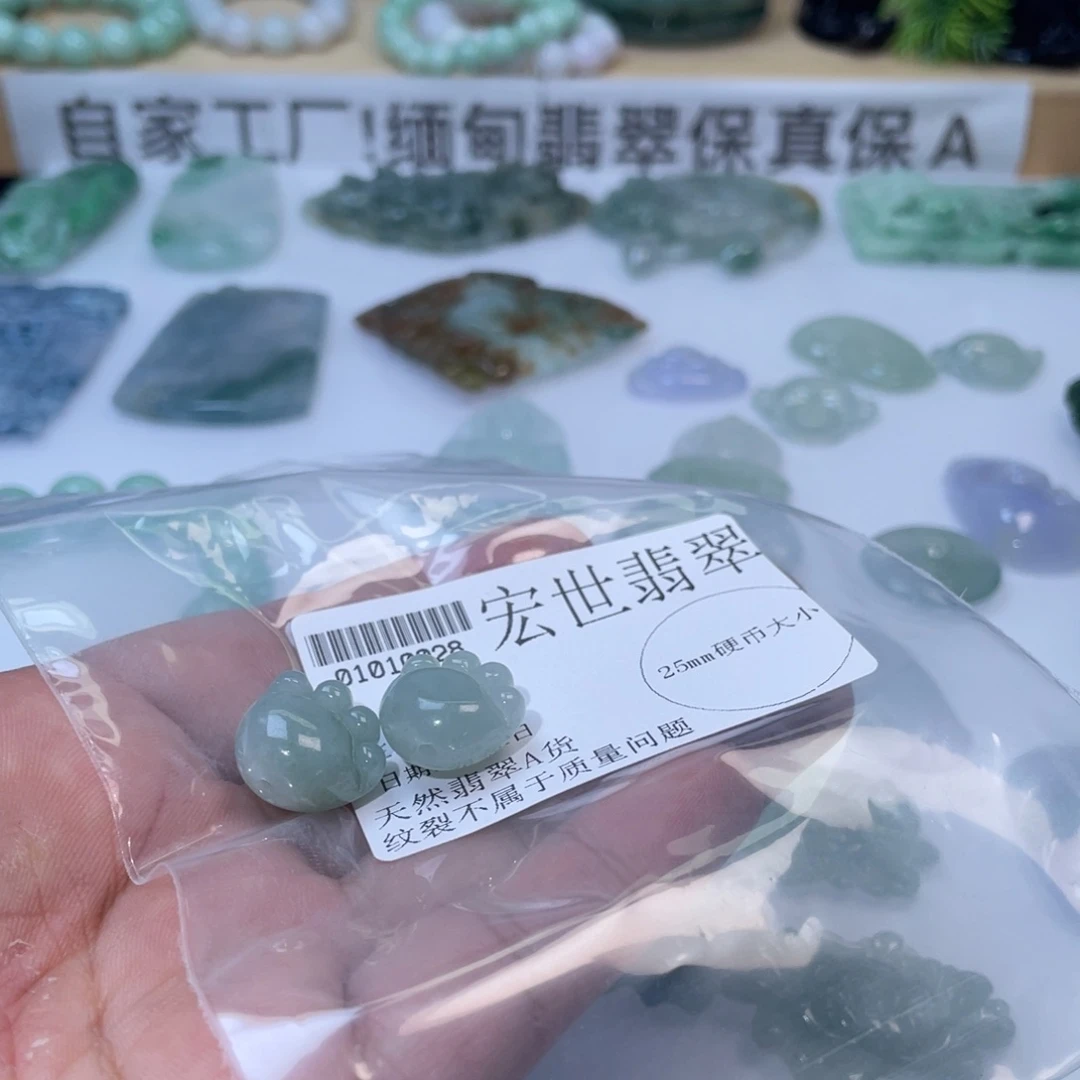 自家工厂!缅甸翡翠保真保A
宏世翡翠
25mm硬币大小
天然翡翠A货
纹裂不属于质量问题